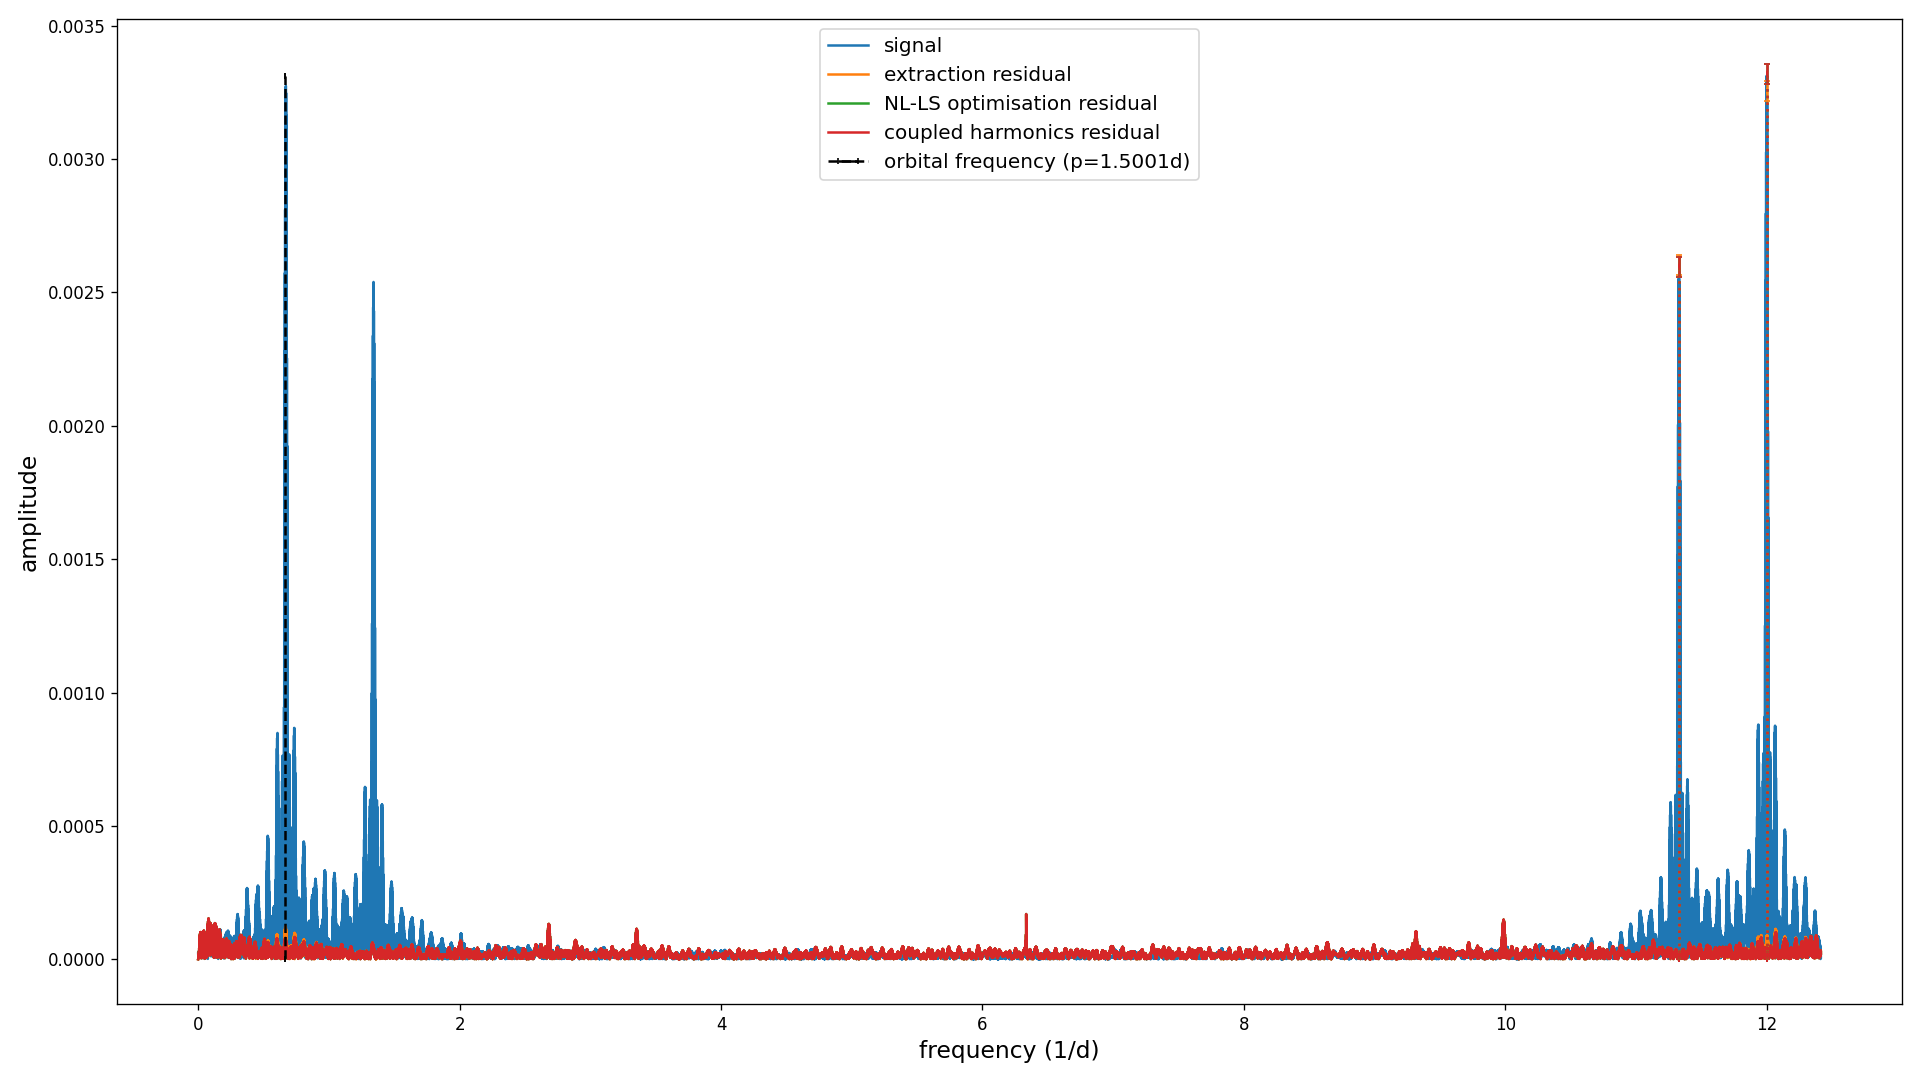 0.0035
0.0030
0.0025
0.0020
0.0015
0.0010
0.0005
0.0000
amplitude
signal
extraction residual
NL-LS optimisation residual
coupled harmonics residual
orbital frequency (p=1.5001d)
0 2 4 6 8 10 12
frequency (1/d)